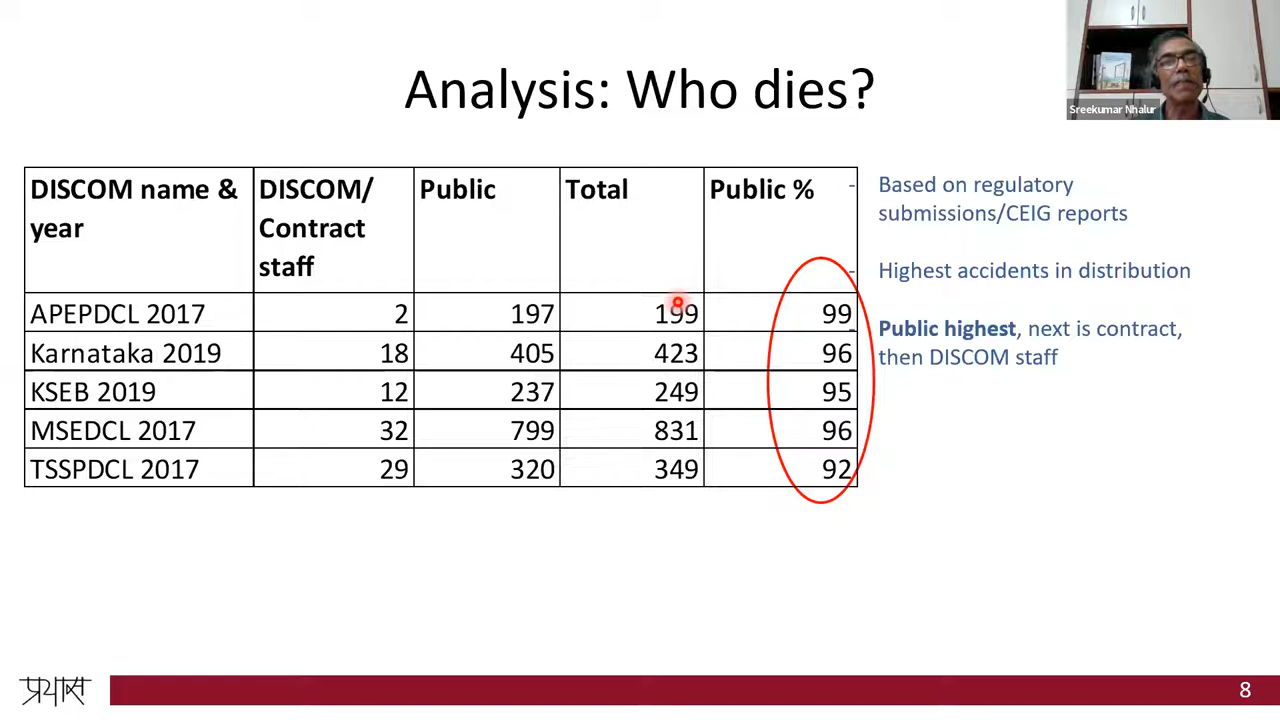 Analysis: Who dies?
Sreekumar Nhalur
DISCOM name & year | DISCOM/ Contract staff | Public | Total | Public %
APEPDCL 2017 | 2 | 197 | 199 | 99
Karnataka 2019 | 18 | 405 | 423 | 96
KSEB 2019 | 12 | 237 | 249 | 95
MSEDCL 2017 | 32 | 799 | 831 | 96
TSSPDCL 2017 | 29 | 320 | 349 | 92
- Based on regulatory
submissions/CEIG reports
- Highest accidents in distribution
- Public highest, next is contract,
then DISCOM staff
प्रयास
8